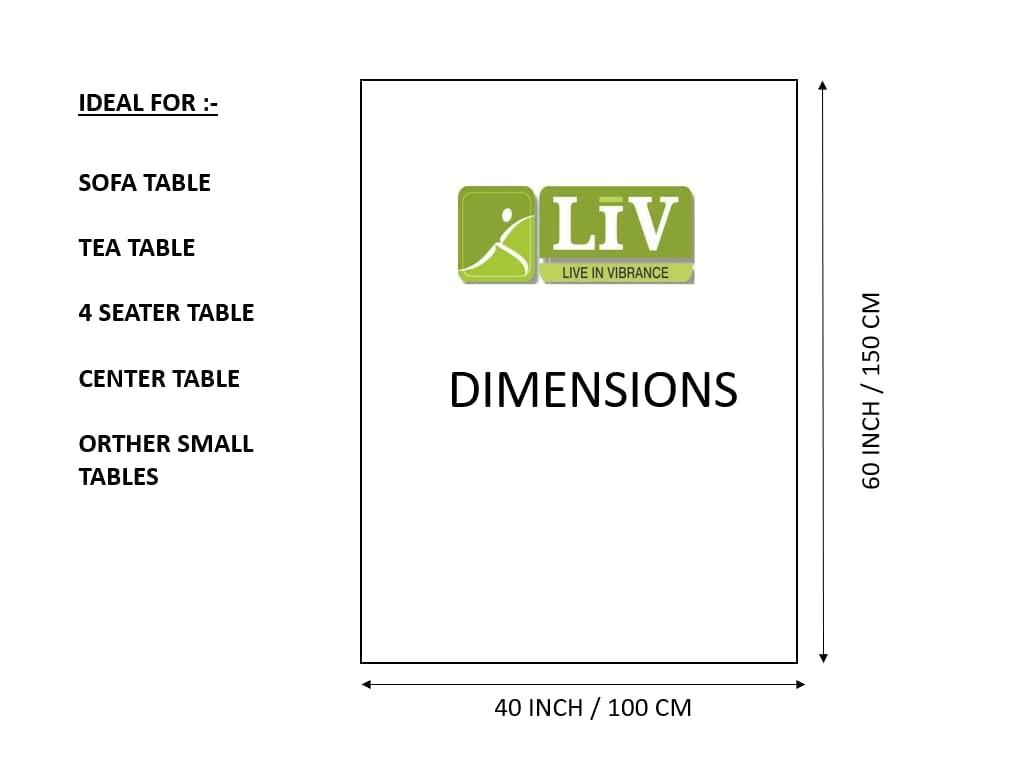 IDEAL FOR :-
SOFA TABLE
TEA TABLE
4 SEATER TABLE
CENTER TABLE
ORTHER SMALL
TABLES
LīV
LIVE IN VIBRANCE
DIMENSIONS
60 INCH / 150 CM
40 INCH / 100 CM